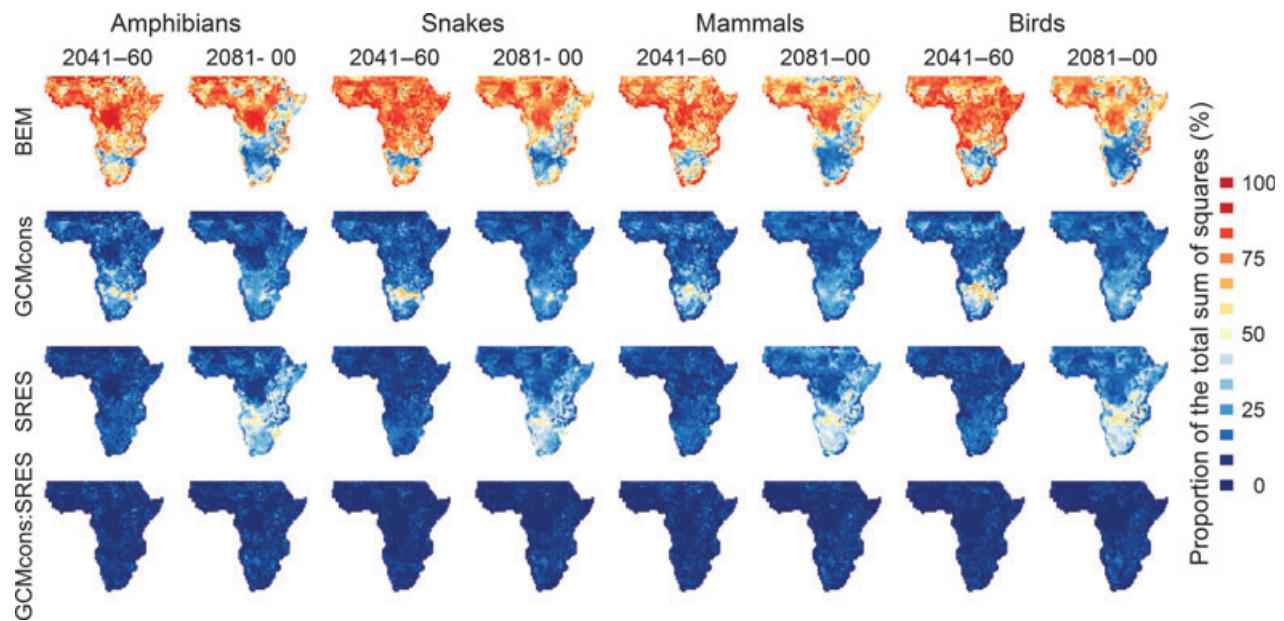 Amphibians Snakes Mammals Birds
2041–60 2081- 00 2041–60 2081- 00 2041–60 2081–00 2041–60 2081–00
BEM
GCMcons
SRES
GCMcons:SRES
Proportion of the total sum of squares (%)
100
75
50
25
0